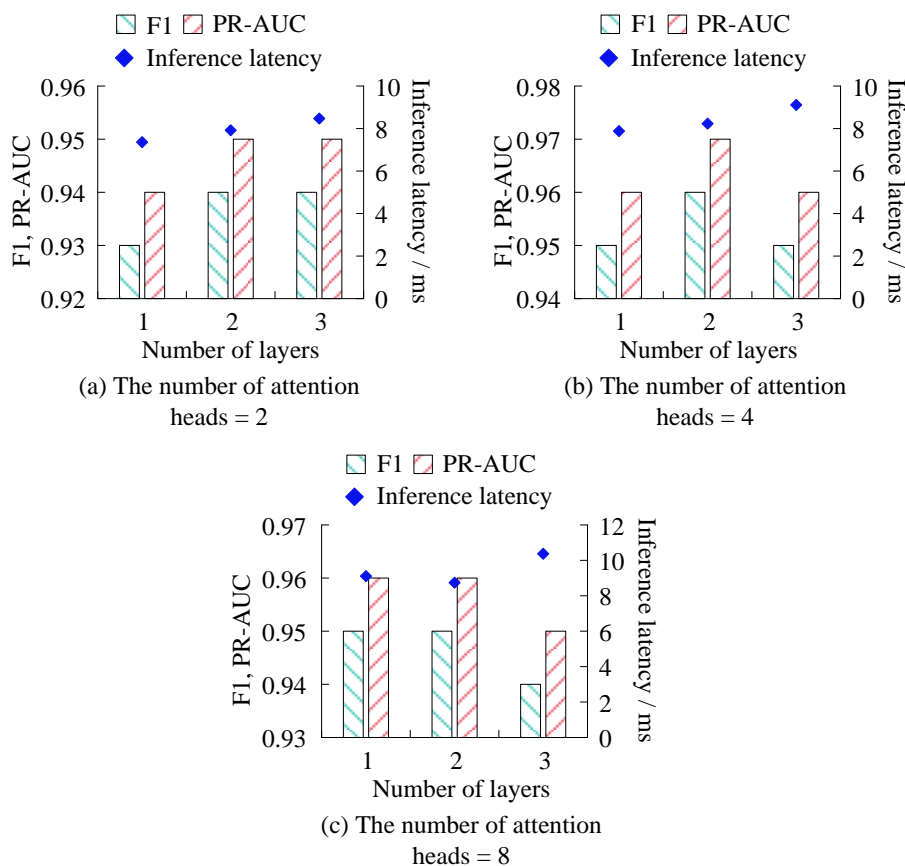 F1 PR-AUC
Inference latency
0.96
0.95
0.94
0.93
0.92
F1, PR-AUC
10
8
6
4
2
0
Inference latency / ms
1 2 3
Number of layers
(a) The number of attention
heads = 2
F1 PR-AUC
Inference latency
0.98
0.97
0.96
0.95
0.94
F1, PR-AUC
10
8
6
4
2
0
Inference latency / ms
1 2 3
Number of layers
(b) The number of attention
heads = 4
F1 PR-AUC
Inference latency
0.97
0.96
0.95
0.94
0.93
F1, PR-AUC
12
10
8
6
4
2
0
Inference latency / ms
1 2 3
Number of layers
(c) The number of attention
heads = 8